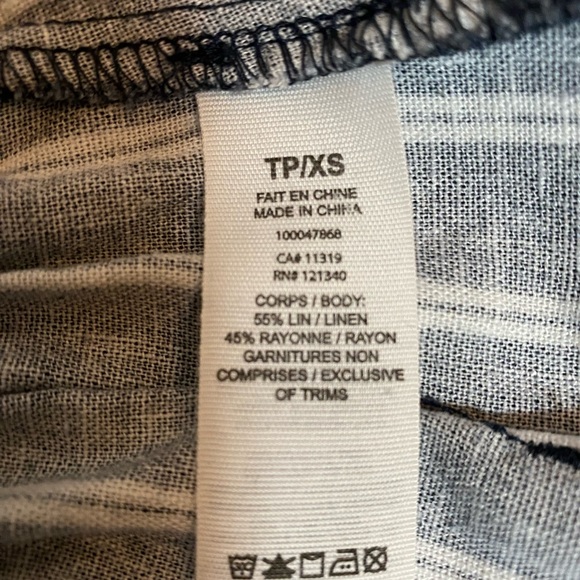 TP/XS
FAIT EN CHINE
MADE IN CHINA
100047868
CA# 11319
RN# 121340
CORPS / BODY:
55% LIN / LINEN
45% RAYONNE / RAYON
GARNITURES NON
COMPRISES / EXCLUSIVE
OF TRIMS